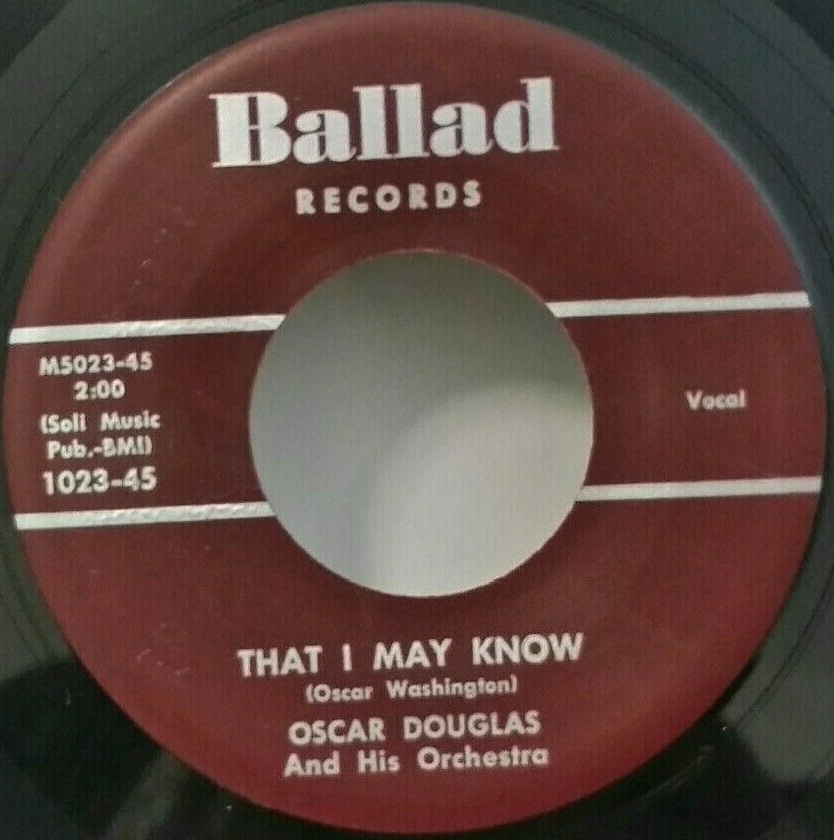 Ballad
RECORDS
M5023-45
2:00
(Soli Music
Pub.-BMI)
1023-45
Vocal
THAT I MAY KNOW
(Oscar Washington)
OSCAR DOUGLAS
And His Orchestra